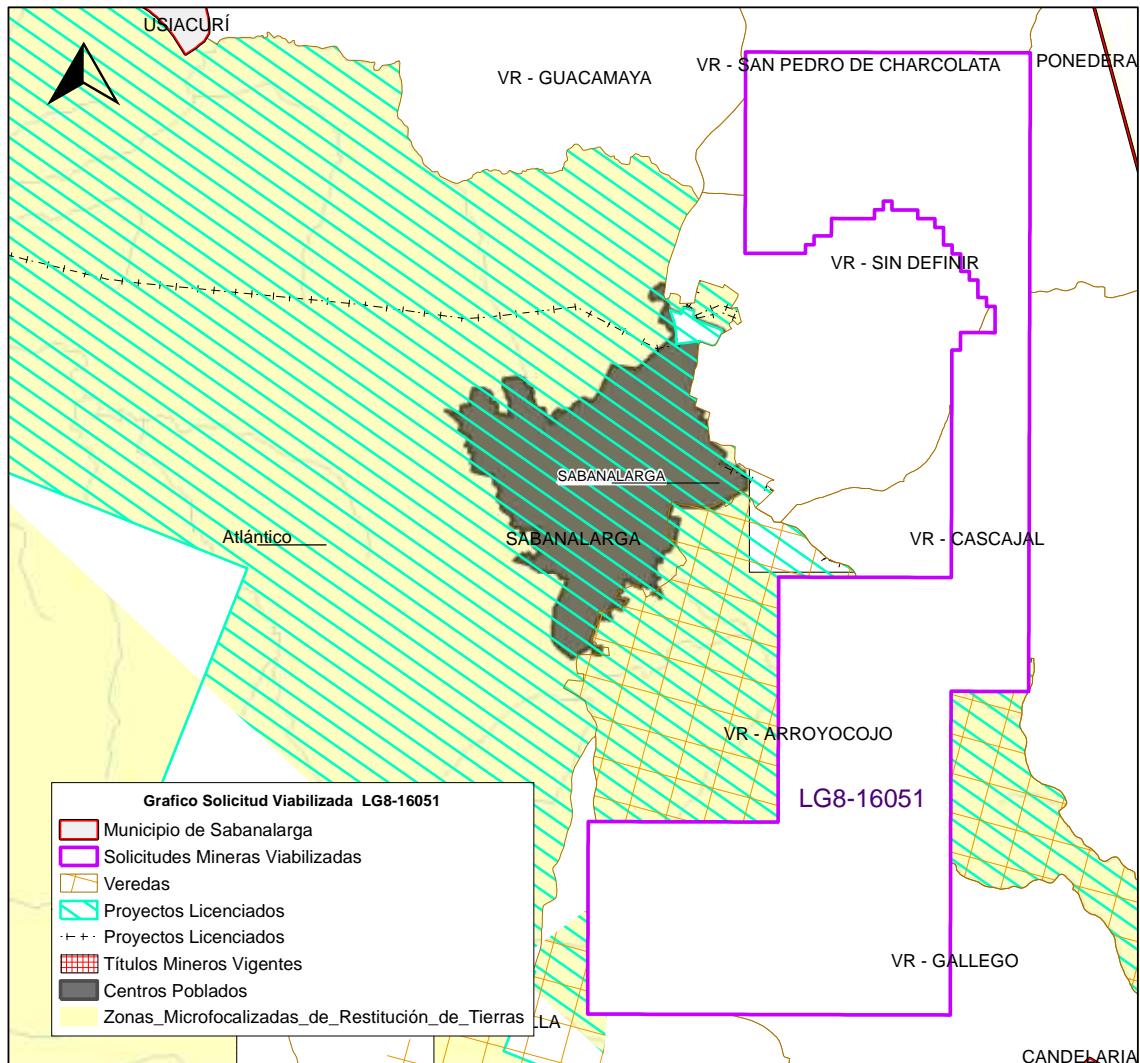 USIACURÍ
VR - GUACAMAYA
VR - SAN PEDRO DE CHARCOLATA
PONEDERA
VR - SIN DEFINIR
SABANALARGA
Atlántico
SABANALARGA
VR - CASCAJAL
VR - ARROYOCOJO
LG8-16051
Grafico Solicitud Viabilizada LG8-16051
Municipio de Sabanalarga
Solicitudes Mineras Viabilizadas
Veredas
Proyectos Licenciados
Proyectos Licenciados
Títulos Mineros Vigentes
Centros Poblados
Zonas_Microfocalizadas_de_Restitución_de_Tierras
VR - GALLEGO
LLA
CANDELARIA